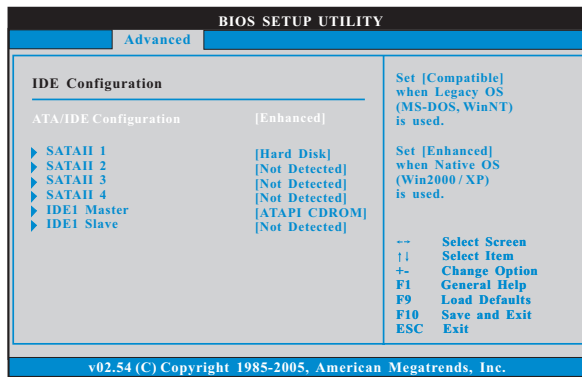 BIOS SETUP UTILITY
Advanced
IDE Configuration
ATA/IDE Configuration [Enhanced]
SATAII 1 [Hard Disk]
SATAII 2 [Not Detected]
SATAII 3 [Not Detected]
SATAII 4 [Not Detected]
IDE1 Master [ATAPI CDROM]
IDE1 Slave [Not Detected]
Set [Compatible]
when Legacy OS
(MS-DOS, WinNT)
is used.
Set [Enhanced]
when Native OS
(Win2000 / XP)
is used.
←→ Select Screen
↑↓ Select Item
+- Change Option
F1 General Help
F9 Load Defaults
F10 Save and Exit
ESC Exit
v02.54 (C) Copyright 1985-2005, American Megatrends, Inc.